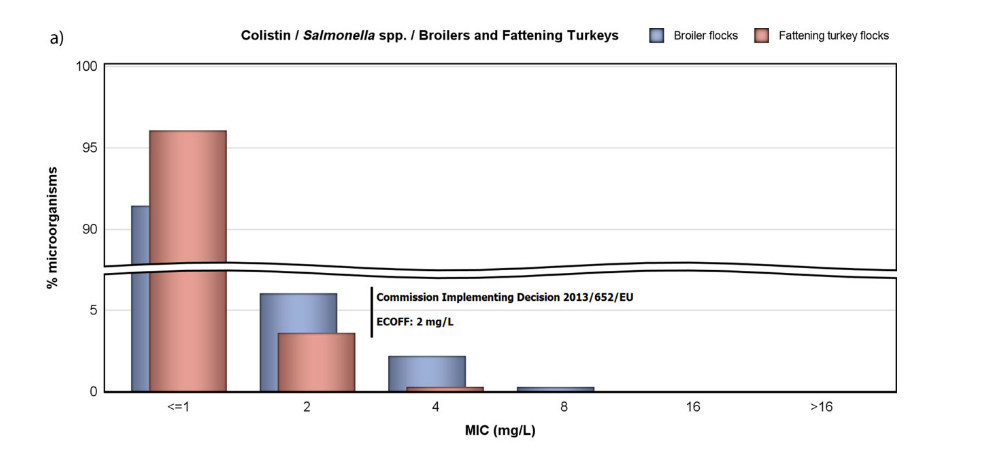 a)
Colistin / Salmonella spp. / Broilers and Fattening Turkeys
Broiler flocks
Fattening turkey flocks
% microorganisms
100
95
90
5
0
Commission Implementing Decision 2013/652/EU
ECOFF: 2 mg/L
<=1
2
4
8
16
>16
MIC (mg/L)